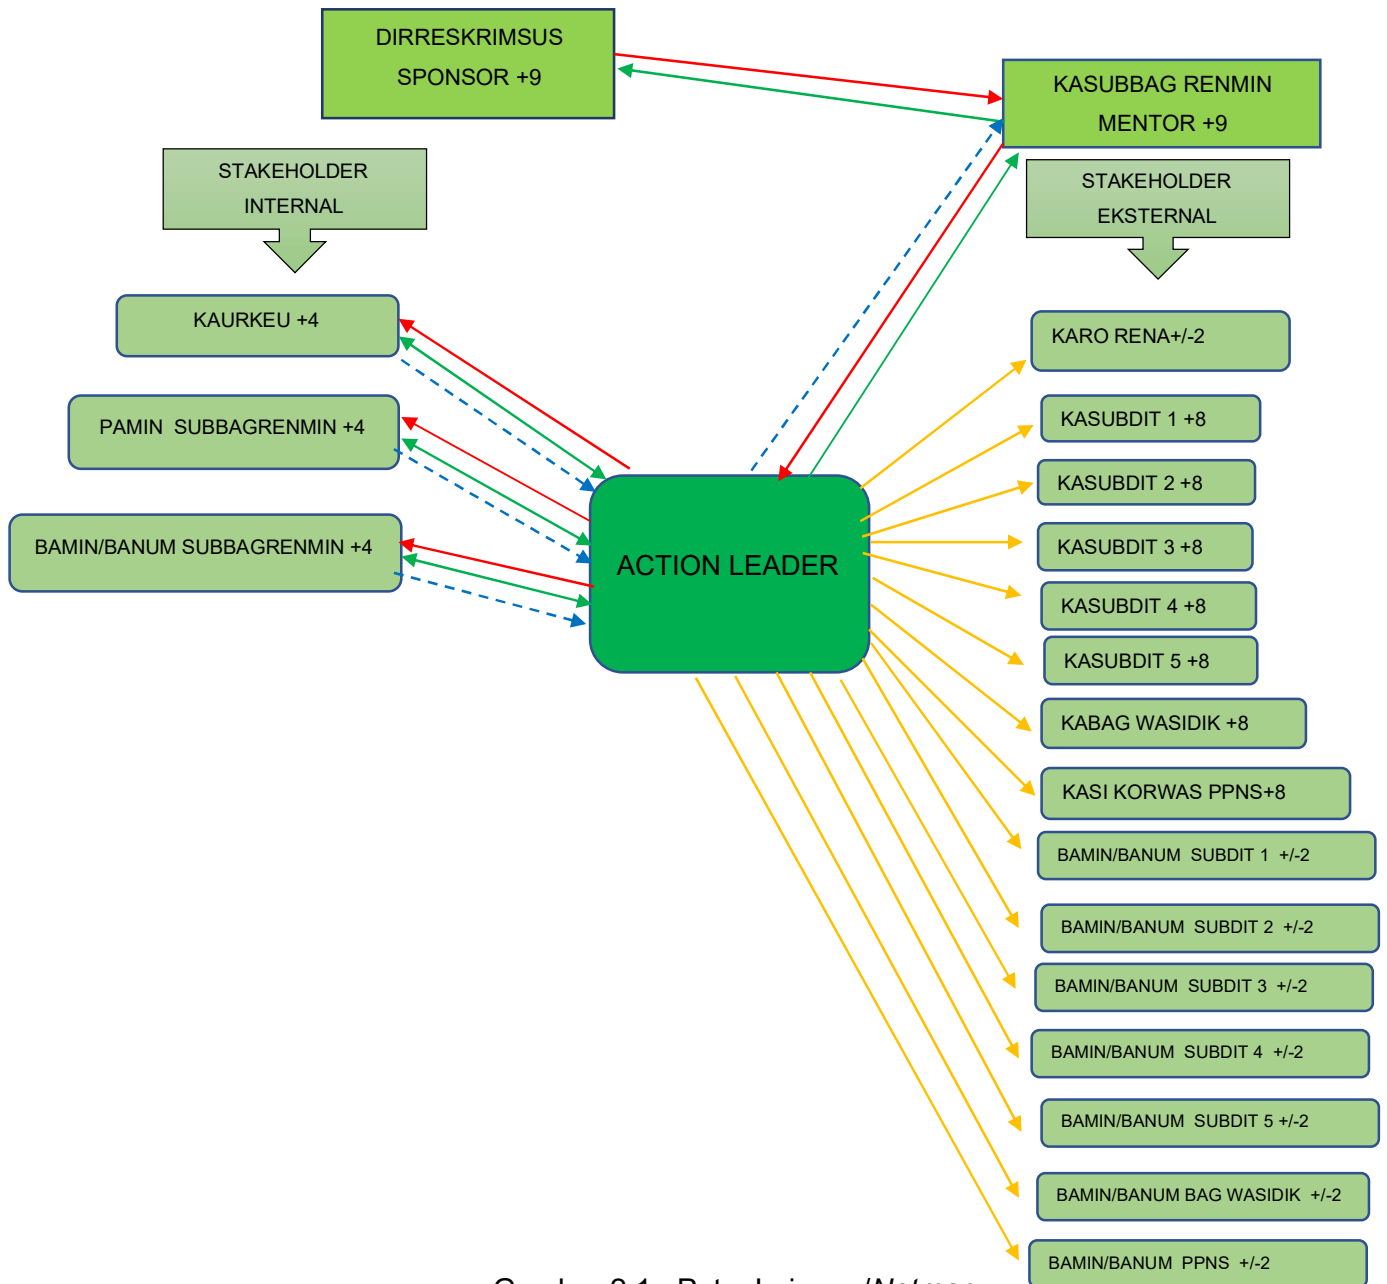 DIRRESKRIMSUS
SPONSOR +9
KASUBBAG RENMIN
MENTOR +9
STAKEHOLDER
INTERNAL
STAKEHOLDER
EKSTERNAL
KAURKEU +4
PAMIN SUBBAGRENMIN +4
BAMIN/BANUM SUBBAGRENMIN +4
ACTION LEADER
KARO RENA+/-2
KASUBDIT 1 +8
KASUBDIT 2 +8
KASUBDIT 3 +8
KASUBDIT 4 +8
KASUBDIT 5 +8
KABAG WASIDIK +8
KASI KORWAS PPNS+8
BAMIN/BANUM SUBDIT 1 +/-2
BAMIN/BANUM SUBDIT 2 +/-2
BAMIN/BANUM SUBDIT 3 +/-2
BAMIN/BANUM SUBDIT 4 +/-2
BAMIN/BANUM SUBDIT 5 +/-2
BAMIN/BANUM BAG WASIDIK +/-2
BAMIN/BANUM PPNS +/-2